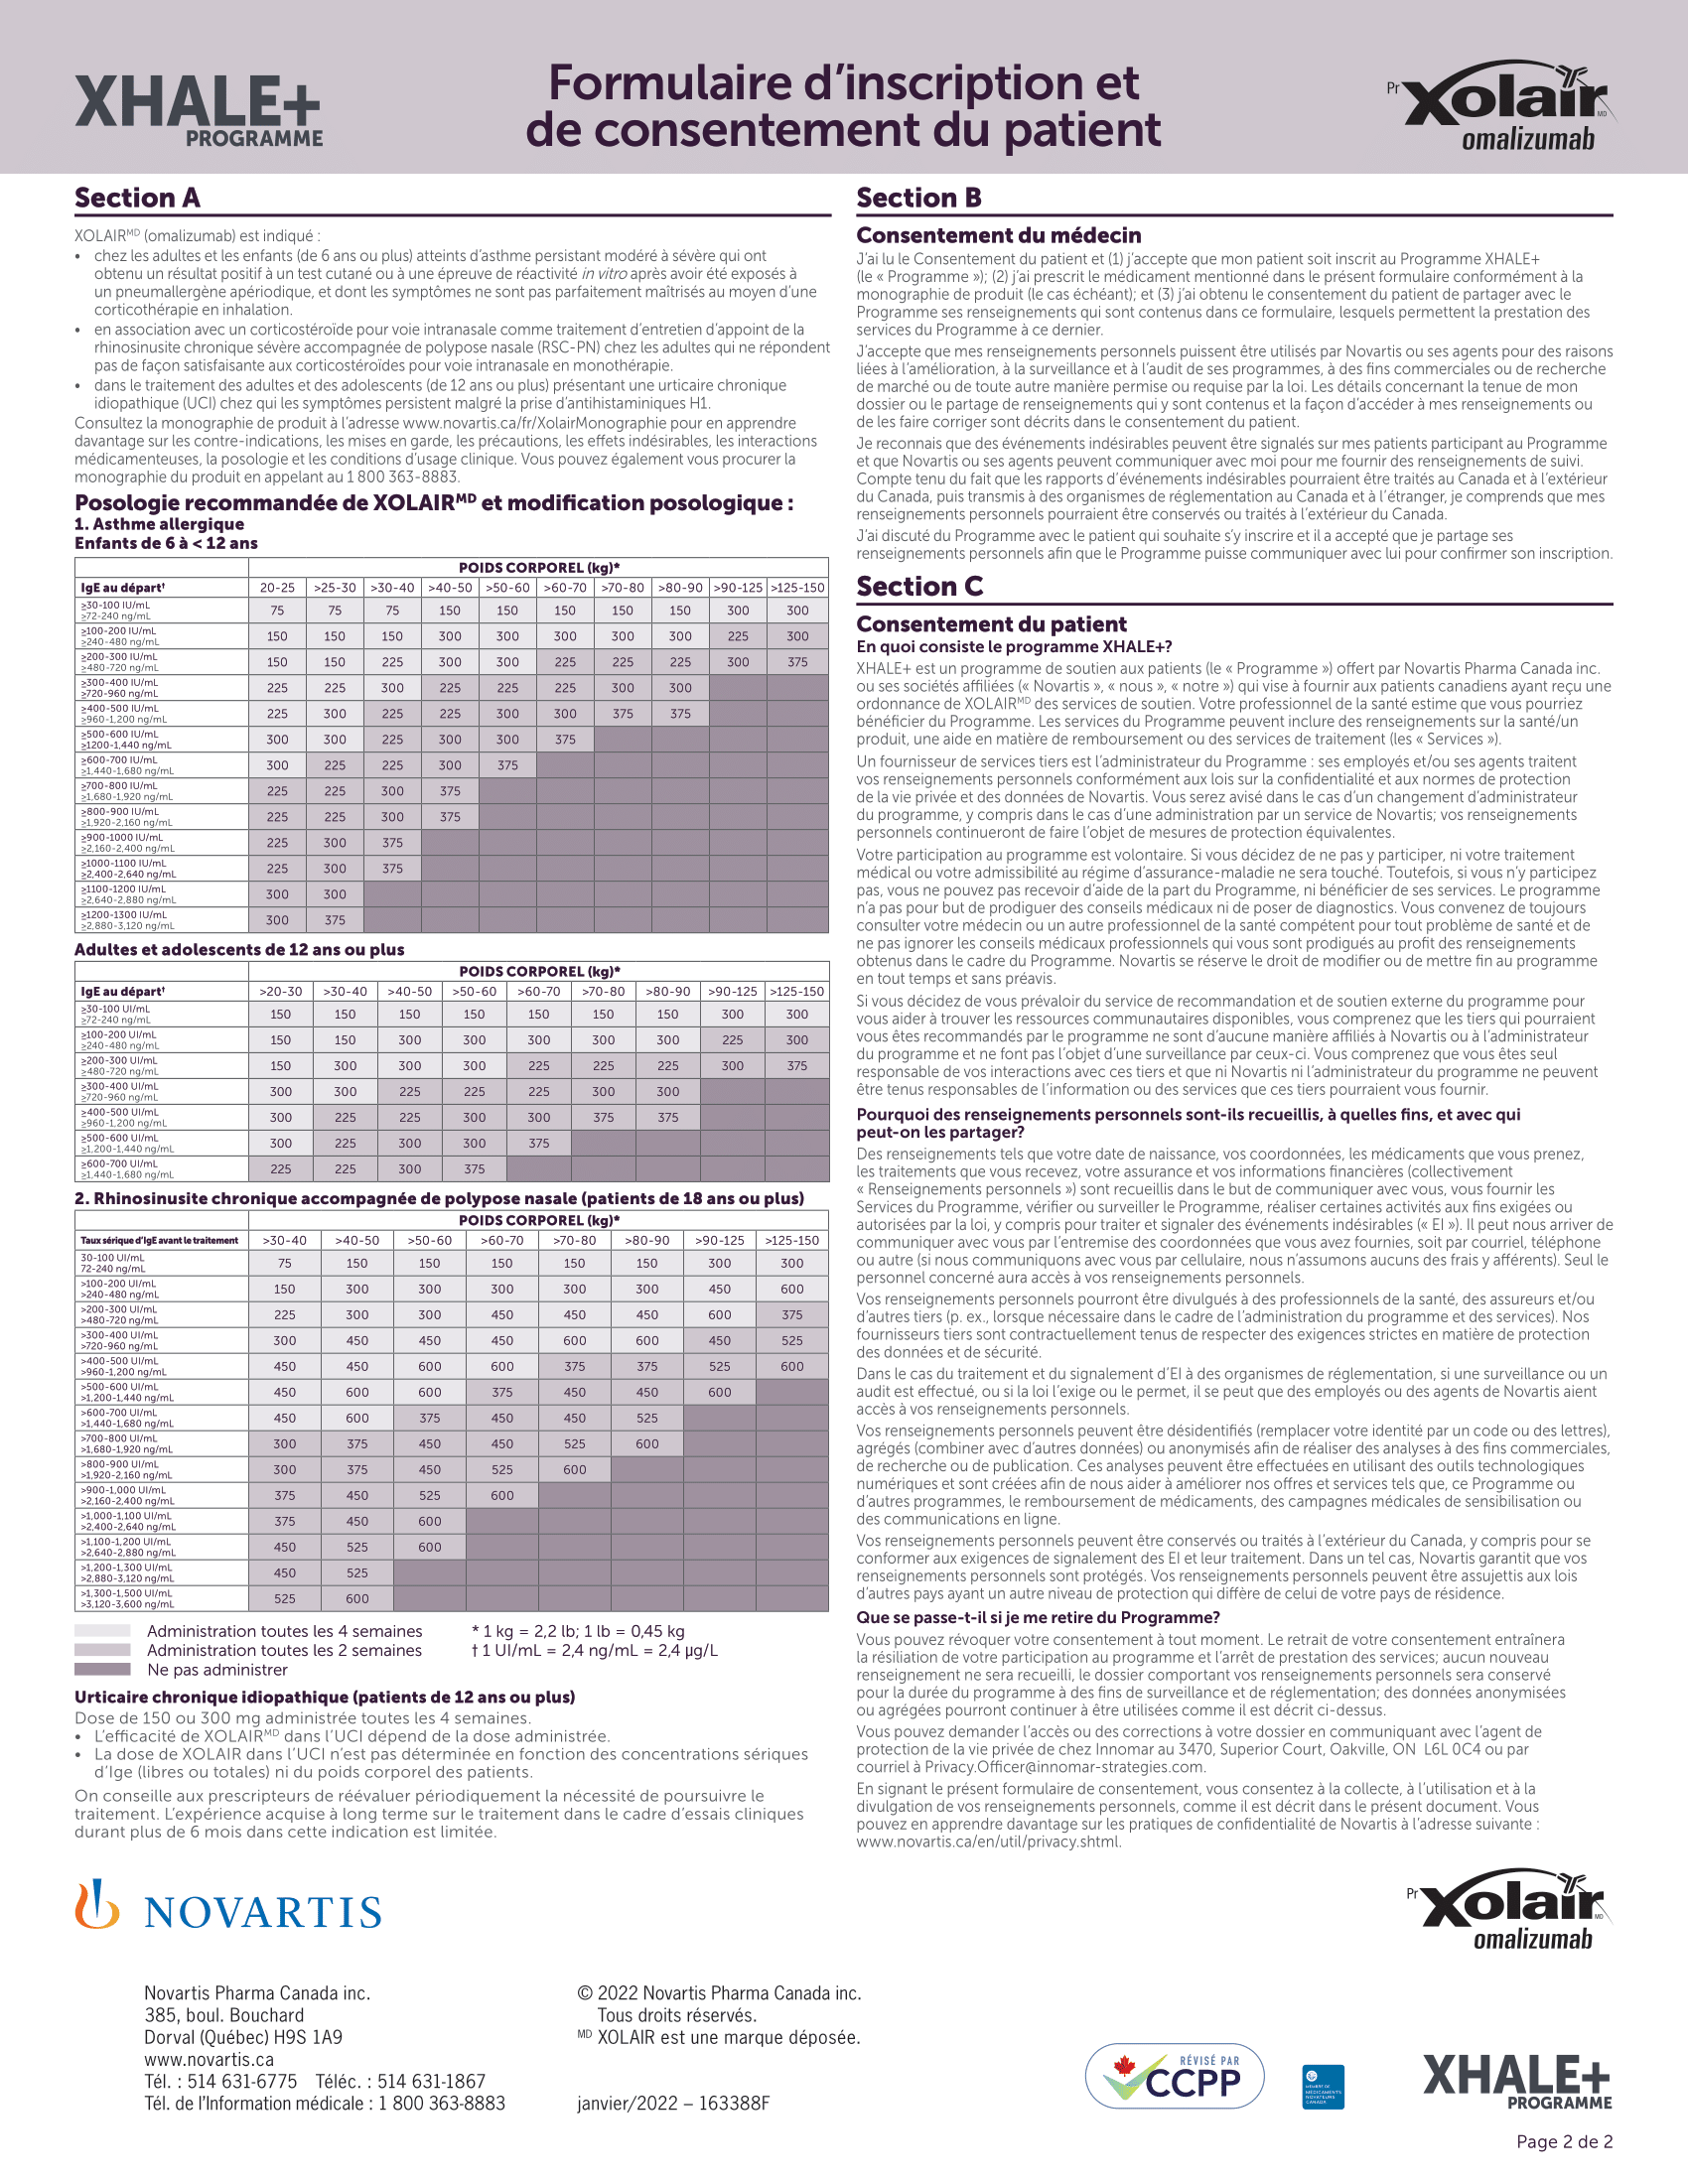 XHALE+
PROGRAMME
Formulaire d’inscription et
de consentement du patient
Pr Xolair MD
omalizumab
Section A
XOLAIRMD (omalizumab) est indiqué :
• chez les adultes et les enfants (de 6 ans ou plus) atteints d’asthme persistant modéré à sévère qui ont
obtenu un résultat positif à un test cutané ou à une épreuve de réactivité in vitro après avoir été exposés à
un pneumallergène apériodique, et dont les symptômes ne sont pas parfaitement maîtrisés au moyen d’une
corticothérapie en inhalation.
• en association avec un corticostéroïde pour voie intranasale comme traitement d’entretien d’appoint de la
rhinosinusite chronique sévère accompagnée de polypose nasale (RSC-PN) chez les adultes qui ne répondent
pas de façon satisfaisante aux corticostéroïdes pour voie intranasale en monothérapie.
• dans le traitement des adultes et des adolescents (de 12 ans ou plus) présentant une urticaire chronique
idiopathique (UCI) chez qui les symptômes persistent malgré la prise d’antihistaminiques H1.
Consultez la monographie de produit à l’adresse www.novartis.ca/fr/XolairMonographie pour en apprendre
davantage sur les contre-indications, les mises en garde, les précautions, les effets indésirables, les interactions
médicamenteuses, la posologie et les conditions d’usage clinique. Vous pouvez également vous procurer la
monographie du produit en appelant au 1 800 363-8883.
Posologie recommandée de XOLAIRMD et modification posologique :
1. Asthme allergique
Enfants de 6 à < 12 ans
POIDS CORPOREL (kg)*
IgE au départ† 20-25 >25-30 >30-40 >40-50 >50-60 >60-70 >70-80 >80-90 >90-125 >125-150
≥30-100 IU/mL
≥72-240 ng/mL
75 75 75 150 150 150 150 150 300 300
≥100-200 IU/mL
≥240-480 ng/mL
150 150 150 300 300 300 300 300 225 300
≥200-300 IU/mL
≥480-720 ng/mL
150 150 225 300 300 225 225 225 300 375
≥300-400 IU/mL
≥720-960 ng/mL
225 225 300 225 225 225 300 300
≥400-500 IU/mL
≥960-1,200 ng/mL
225 300 225 225 300 300 375 375
≥500-600 IU/mL
≥1200-1,440 ng/mL
300 300 225 300 300 375
≥600-700 IU/mL
≥1,440-1,680 ng/mL
300 225 225 300 375
≥700-800 IU/mL
≥1,680-1,920 ng/mL
225 225 300 375
≥800-900 IU/mL
≥1,920-2,160 ng/mL
225 225 300 375
≥900-1000 IU/mL
≥2,160-2,400 ng/mL
225 300 375
≥1000-1100 IU/mL
≥2,400-2,640 ng/mL
225 300 375
≥1100-1200 IU/mL
≥2,640-2,880 ng/mL
300 300
≥1200-1300 IU/mL
≥2,880-3,120 ng/mL
300 375
Adultes et adolescents de 12 ans ou plus
POIDS CORPOREL (kg)*
IgE au départ† >20-30 >30-40 >40-50 >50-60 >60-70 >70-80 >80-90 >90-125 >125-150
≥30-100 UI/mL
≥72-240 ng/mL
150 150 150 150 150 150 150 300 300
≥100-200 UI/mL
≥240-480 ng/mL
150 150 300 300 300 300 300 225 300
≥200-300 UI/mL
≥480-720 ng/mL
150 300 300 300 225 225 225 300 375
≥300-400 UI/mL
≥720-960 ng/mL
300 300 225 225 225 300 300
≥400-500 UI/mL
≥960-1,200 ng/mL
300 225 225 300 300 375 375
≥500-600 UI/mL
≥1,200-1,440 ng/mL
300 225 300 300 375
≥600-700 UI/mL
≥1,440-1,680 ng/mL
225 225 300 375
2. Rhinosinusite chronique accompagnée de polypose nasale (patients de 18 ans ou plus)
POIDS CORPOREL (kg)*
Taux sérique d’IgE avant le traitement >30-40 >40-50 >50-60 >60-70 >70-80 >80-90 >90-125 >125-150
30-100 UI/mL
72-240 ng/mL
75 150 150 150 150 150 300 300
>100-200 UI/mL
>240-480 ng/mL
150 300 300 300 300 300 450 600
>200-300 UI/mL
>480-720 ng/mL
225 300 300 450 450 450 600 375
>300-400 UI/mL
>720-960 ng/mL
300 450 450 450 600 600 450 525
>400-500 UI/mL
>960-1,200 ng/mL
450 450 600 600 375 375 525 600
>500-600 UI/mL
>1,200-1,440 ng/mL
450 600 600 375 450 450 600
>600-700 UI/mL
>1,440-1,680 ng/mL
450 600 375 450 450 525
>700-800 UI/mL
>1,680-1,920 ng/mL
300 375 450 450 525 600
>800-900 UI/mL
>1,920-2,160 ng/mL
300 375 450 525 600
>900-1,000 UI/mL
>2,160-2,400 ng/mL
375 450 525 600
>1,000-1,100 UI/mL
>2,400-2,640 ng/mL
375 450 600
>1,100-1,200 UI/mL
>2,640-2,880 ng/mL
450 525 600
>1,200-1,300 UI/mL
>2,880-3,120 ng/mL
450 525
>1,300-1,500 UI/mL
>3,120-3,600 ng/mL
525 600
Administration toutes les 4 semaines
Administration toutes les 2 semaines
Ne pas administrer
* 1 kg = 2,2 lb; 1 lb = 0,45 kg
† 1 UI/mL = 2,4 ng/mL = 2,4 µg/L
Urticaire chronique idiopathique (patients de 12 ans ou plus)
Dose de 150 ou 300 mg administrée toutes les 4 semaines.
• L’efficacité de XOLAIRMD dans l’UCI dépend de la dose administrée.
• La dose de XOLAIR dans l’UCI n’est pas déterminée en fonction des concentrations sériques
d’Ige (libres ou totales) ni du poids corporel des patients.
On conseille aux prescripteurs de réévaluer périodiquement la nécessité de poursuivre le
traitement. L’expérience acquise à long terme sur le traitement dans le cadre d’essais cliniques
durant plus de 6 mois dans cette indication est limitée.
Section B
Consentement du médecin
J’ai lu le Consentement du patient et (1) j’accepte que mon patient soit inscrit au Programme XHALE+
(le « Programme »); (2) j’ai prescrit le médicament mentionné dans le présent formulaire conformément à la
monographie de produit (le cas échéant); et (3) j’ai obtenu le consentement du patient de partager avec le
Programme ses renseignements qui sont contenus dans ce formulaire, lesquels permettent la prestation des
services du Programme à ce dernier.
J’accepte que mes renseignements personnels puissent être utilisés par Novartis ou ses agents pour des raisons
liées à l’amélioration, à la surveillance et à l’audit de ses programmes, à des fins commerciales ou de recherche
de marché ou de toute autre manière permise ou requise par la loi. Les détails concernant la tenue de mon
dossier ou le partage de renseignements qui y sont contenus et la façon d’accéder à mes renseignements ou
de les faire corriger sont décrits dans le consentement du patient.
Je reconnais que des événements indésirables peuvent être signalés sur mes patients participant au Programme
et que Novartis ou ses agents peuvent communiquer avec moi pour me fournir des renseignements de suivi.
Compte tenu du fait que les rapports d’événements indésirables pourraient être traités au Canada et à l’extérieur
du Canada, puis transmis à des organismes de réglementation au Canada et à l’étranger, je comprends que mes
renseignements personnels pourraient être conservés ou traités à l’extérieur du Canada.
J’ai discuté du Programme avec le patient qui souhaite s’y inscrire et il a accepté que je partage ses
renseignements personnels afin que le Programme puisse communiquer avec lui pour confirmer son inscription.
Section C
Consentement du patient
En quoi consiste le programme XHALE+?
XHALE+ est un programme de soutien aux patients (le « Programme ») offert par Novartis Pharma Canada inc.
ou ses sociétés affiliées (« Novartis », « nous », « notre ») qui vise à fournir aux patients canadiens ayant reçu une
ordonnance de XOLAIRMD des services de soutien. Votre professionnel de la santé estime que vous pourriez
bénéficier du Programme. Les services du Programme peuvent inclure des renseignements sur la santé/un
produit, une aide en matière de remboursement ou des services de traitement (les « Services »).
Un fournisseur de services tiers est l’administrateur du Programme : ses employés et/ou ses agents traitent
vos renseignements personnels conformément aux lois sur la confidentialité et aux normes de protection
de la vie privée et des données de Novartis. Vous serez avisé dans le cas d’un changement d’administrateur
du programme, y compris dans le cas d’une administration par un service de Novartis; vos renseignements
personnels continueront de faire l’objet de mesures de protection équivalentes.
Votre participation au programme est volontaire. Si vous décidez de ne pas y participer, ni votre traitement
médical ou votre admissibilité au régime d’assurance-maladie ne sera touché. Toutefois, si vous n’y participez
pas, vous ne pouvez pas recevoir d’aide de la part du Programme, ni bénéficier de ses services. Le programme
n’a pas pour but de prodiguer des conseils médicaux ni de poser de diagnostics. Vous convenez de toujours
consulter votre médecin ou un autre professionnel de la santé compétent pour tout problème de santé et de
ne pas ignorer les conseils médicaux professionnels qui vous sont prodigués au profit des renseignements
obtenus dans le cadre du Programme. Novartis se réserve le droit de modifier ou de mettre fin au programme
en tout temps et sans préavis.
Si vous décidez de vous prévaloir du service de recommandation et de soutien externe du programme pour
vous aider à trouver les ressources communautaires disponibles, vous comprenez que les tiers qui pourraient
vous êtes recommandés par le programme ne sont d’aucune manière affiliés à Novartis ou à l’administrateur
du programme et ne font pas l’objet d’une surveillance par ceux-ci. Vous comprenez que vous êtes seul
responsable de vos interactions avec ces tiers et que ni Novartis ni l’administrateur du programme ne peuvent
être tenus responsables de l’information ou des services que ces tiers pourraient vous fournir.
Pourquoi des renseignements personnels sont-ils recueillis, à quelles fins, et avec qui
peut-on les partager?
Des renseignements tels que votre date de naissance, vos coordonnées, les médicaments que vous prenez,
les traitements que vous recevez, votre assurance et vos informations financières (collectivement
« Renseignements personnels ») sont recueillis dans le but de communiquer avec vous, vous fournir les
Services du Programme, vérifier ou surveiller le Programme, réaliser certaines activités aux fins exigées ou
autorisées par la loi, y compris pour traiter et signaler des événements indésirables (« EI »). Il peut nous arriver de
communiquer avec vous par l’entremise des coordonnées que vous avez fournies, soit par courriel, téléphone
ou autre (si nous communiquons avec vous par cellulaire, nous n’assumons aucuns des frais y afférents). Seul le
personnel concerné aura accès à vos renseignements personnels.
Vos renseignements personnels pourront être divulgués à des professionnels de la santé, des assureurs et/ou
d’autres tiers (p. ex., lorsque nécessaire dans le cadre de l’administration du programme et des services). Nos
fournisseurs tiers sont contractuellement tenus de respecter des exigences strictes en matière de protection
des données et de sécurité.
Dans le cas du traitement et du signalement d’EI à des organismes de réglementation, si une surveillance ou un
audit est effectué, ou si la loi l’exige ou le permet, il se peut que des employés ou des agents de Novartis aient
accès à vos renseignements personnels.
Vos renseignements personnels peuvent être désidentifiés (remplacer votre identité par un code ou des lettres),
agrégés (combiner avec d’autres données) ou anonymisés afin de réaliser des analyses à des fins commerciales,
de recherche ou de publication. Ces analyses peuvent être effectuées en utilisant des outils technologiques
numériques et sont créées afin de nous aider à améliorer nos offres et services tels que, ce Programme ou
d’autres programmes, le remboursement de médicaments, des campagnes médicales de sensibilisation ou
des communications en ligne.
Vos renseignements personnels peuvent être conservés ou traités à l’extérieur du Canada, y compris pour se
conformer aux exigences de signalement des EI et leur traitement. Dans un tel cas, Novartis garantit que vos
renseignements personnels sont protégés. Vos renseignements personnels peuvent être assujettis aux lois
d’autres pays ayant un autre niveau de protection qui diffère de celui de votre pays de résidence.
Que se passe-t-il si je me retire du Programme?
Vous pouvez révoquer votre consentement à tout moment. Le retrait de votre consentement entraînera
la résiliation de votre participation au programme et l’arrêt de prestation des services; aucun nouveau
renseignement ne sera recueilli, le dossier comportant vos renseignements personnels sera conservé
pour la durée du programme à des fins de surveillance et de réglementation; des données anonymisées
ou agrégées pourront continuer à être utilisées comme il est décrit ci-dessus.
Vous pouvez demander l’accès ou des corrections à votre dossier en communiquant avec l’agent de
protection de la vie privée de chez Innomar au 3470, Superior Court, Oakville, ON L6L 0C4 ou par
courriel à Privacy.Officer@innomar-strategies.com.
En signant le présent formulaire de consentement, vous consentez à la collecte, à l’utilisation et à la
divulgation de vos renseignements personnels, comme il est décrit dans le présent document. Vous
pouvez en apprendre davantage sur les pratiques de confidentialité de Novartis à l’adresse suivante :
www.novartis.ca/en/util/privacy.shtml.
NOVARTIS
Pr Xolair MD
omalizumab
Novartis Pharma Canada inc.
385, boul. Bouchard
Dorval (Québec) H9S 1A9
www.novartis.ca
Tél. : 514 631-6775 Téléc. : 514 631-1867
Tél. de l’Information médicale : 1 800 363-8883
© 2022 Novartis Pharma Canada inc.
Tous droits réservés.
MD XOLAIR est une marque déposée.
janvier/2022 – 163388F
RÉVISÉ PAR
CCPP
MEMBRE DE
MÉDICAMENTS
NOVATEURS
CANADA
XHALE+
PROGRAMME
Page 2 de 2